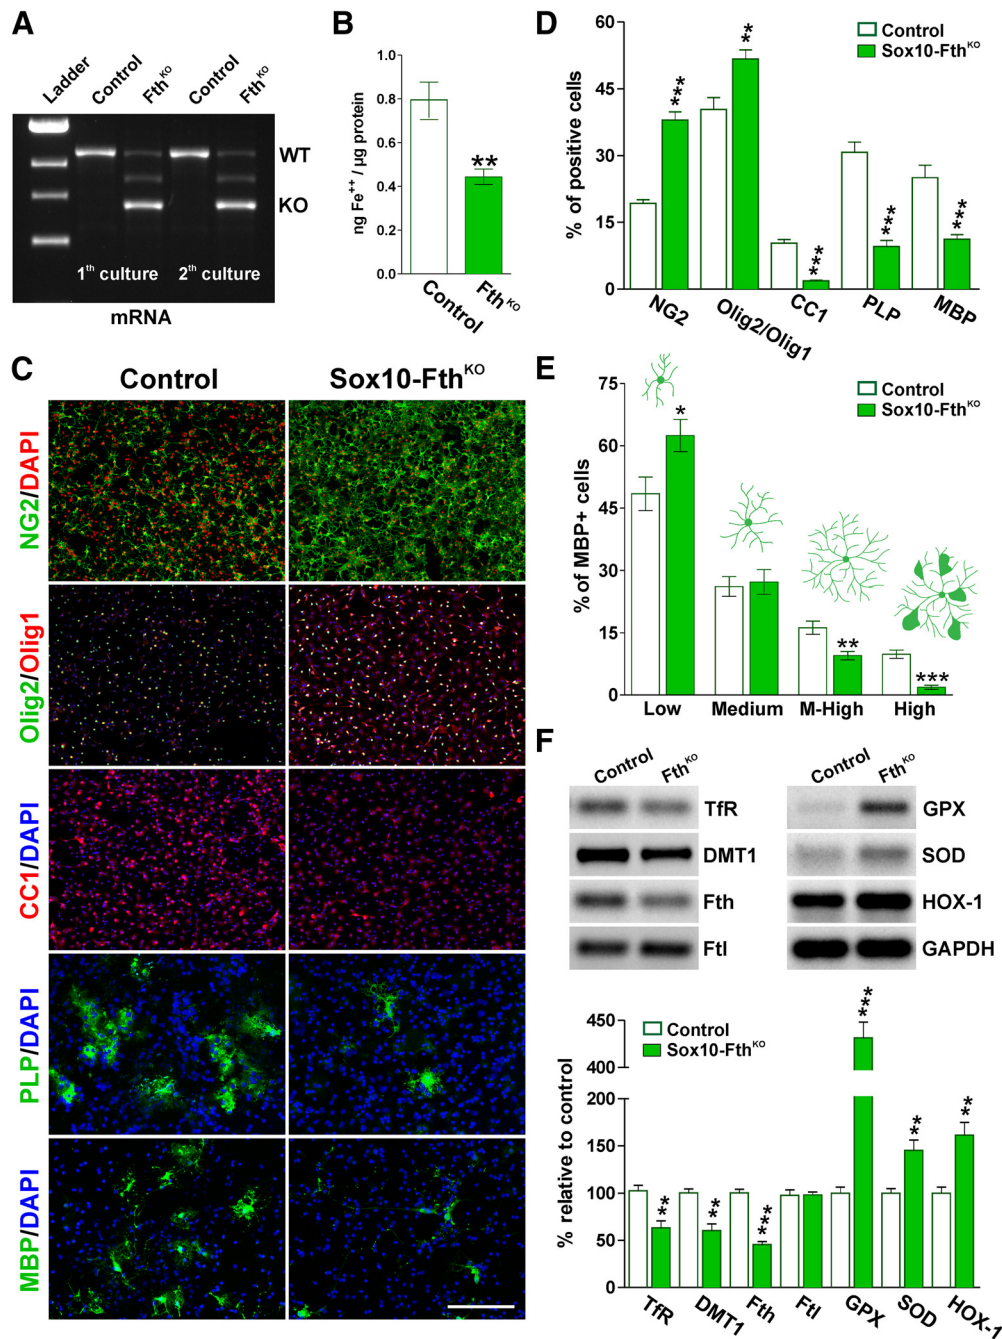 A
Ladder
Control
Fth KO
Control
Fth KO
WT
KO
1th culture
2th culture
mRNA
B
ng Fe++ / µg protein
1.0
0.8
0.6
0.4
0.2
0.0
**
Control
Fth KO
C
Control
Sox10-Fth KO
NG2/DAPI
Olig2/Olig1
CC1/DAPI
PLP/DAPI
MBP/DAPI
D
% of positive cells
60
45
30
15
0
Control
Sox10-Fth KO
***
**
***
***
***
NG2
Olig2/Olig1
CC1
PLP
MBP
E
% of MBP+ cells
75
60
45
30
15
0
Control
Sox10-Fth KO
*
**
***
Low
Medium
M-High
High
F
Control
Fth KO
TfR
DMT1
Fth
Ftl
Control
Fth KO
GPX
SOD
HOX-1
GAPDH
% relative to control
450
400
200
150
100
50
0
Control
Sox10-Fth KO
**
**
***
***
**
**
TfR
DMT1
Fth
Ftl
GPX
SOD
HOX-1